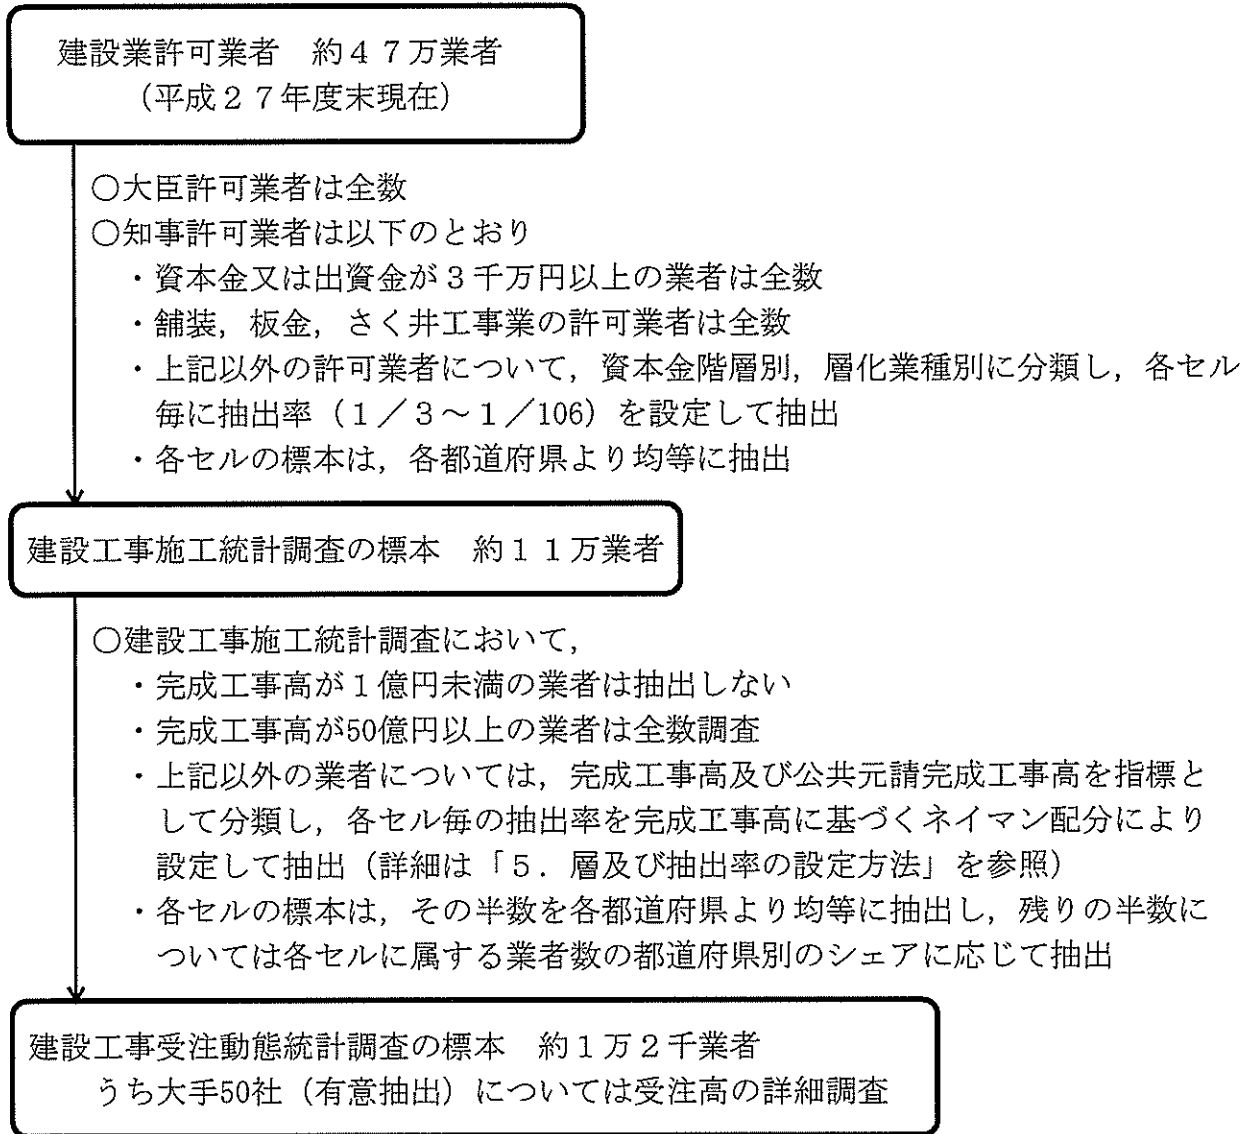 建設業許可業者　約４７万業者
（平成２７年度末現在）
○大臣許可業者は全数
○知事許可業者は以下のとおり
・資本金又は出資金が３千万円以上の業者は全数
・舗装，板金，さく井工事業の許可業者は全数
・上記以外の許可業者について，資本金階層別，層化業種別に分類し，各セル
毎に抽出率（１／３～１／106）を設定して抽出
・各セルの標本は，各都道府県より均等に抽出
建設工事施工統計調査の標本　約１１万業者
○建設工事施工統計調査において，
・完成工事高が１億円未満の業者は抽出しない
・完成工事高が50億円以上の業者は全数調査
・上記以外の業者については，完成工事高及び公共元請完成工事高を指標と
して分類し，各セル毎の抽出率を完成工事高に基づくネイマン配分により
設定して抽出（詳細は「５．層及び抽出率の設定方法」を参照）
・各セルの標本は，その半数を各都道府県より均等に抽出し，残りの半数に
ついては各セルに属する業者数の都道府県別のシェアに応じて抽出
建設工事受注動態統計調査の標本　約１万２千業者
うち大手50社（有意抽出）については受注高の詳細調査